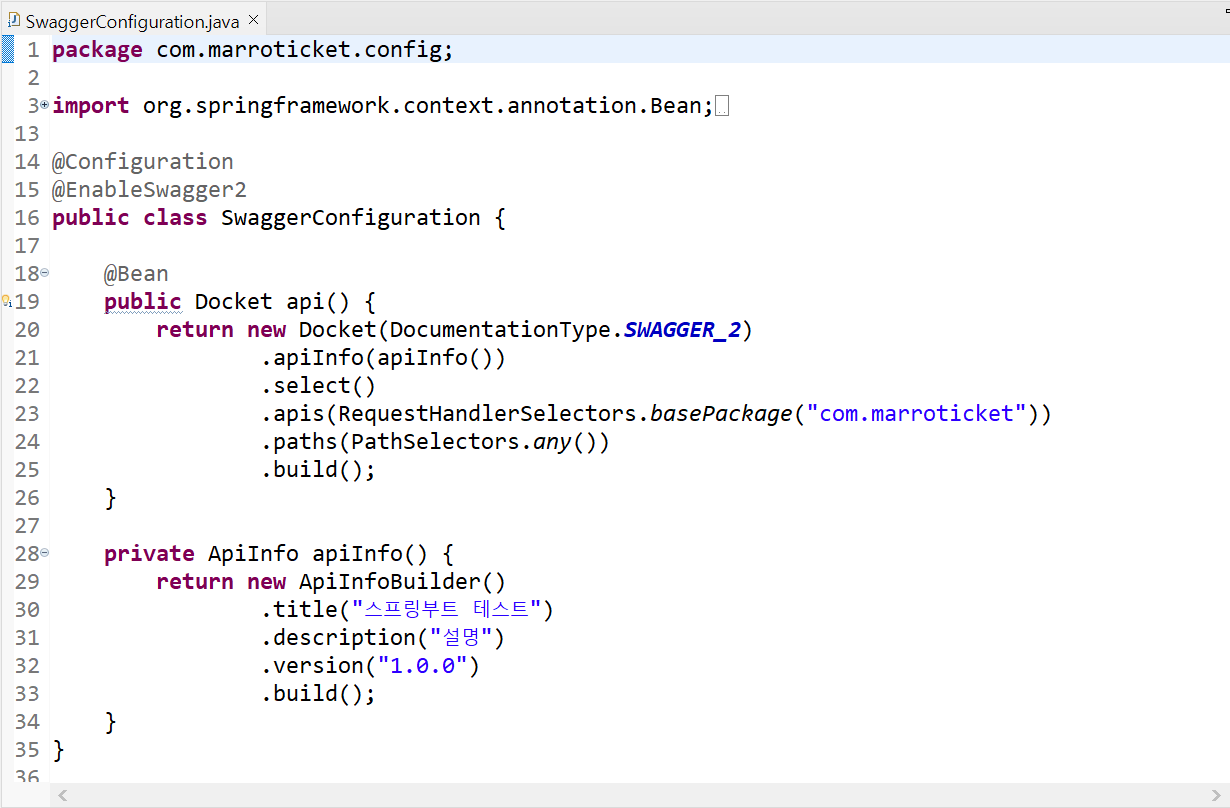 SwaggerConfiguration.java
1 package com.marroticket.config;
2
3 import org.springframework.context.annotation.Bean;
13
14 @Configuration
15 @EnableSwagger2
16 public class SwaggerConfiguration {
17
18 @Bean
19 public Docket api() {
20 return new Docket(DocumentationType.SWAGGER_2)
21 .apiInfo(apiInfo())
22 .select()
23 .apis(RequestHandlerSelectors.basePackage("com.marroticket"))
24 .paths(PathSelectors.any())
25 .build();
26 }
27
28 private ApiInfo apiInfo() {
29 return new ApiInfoBuilder()
30 .title("스프링부트 테스트")
31 .description("설명")
32 .version("1.0.0")
33 .build();
34 }
35 }
36